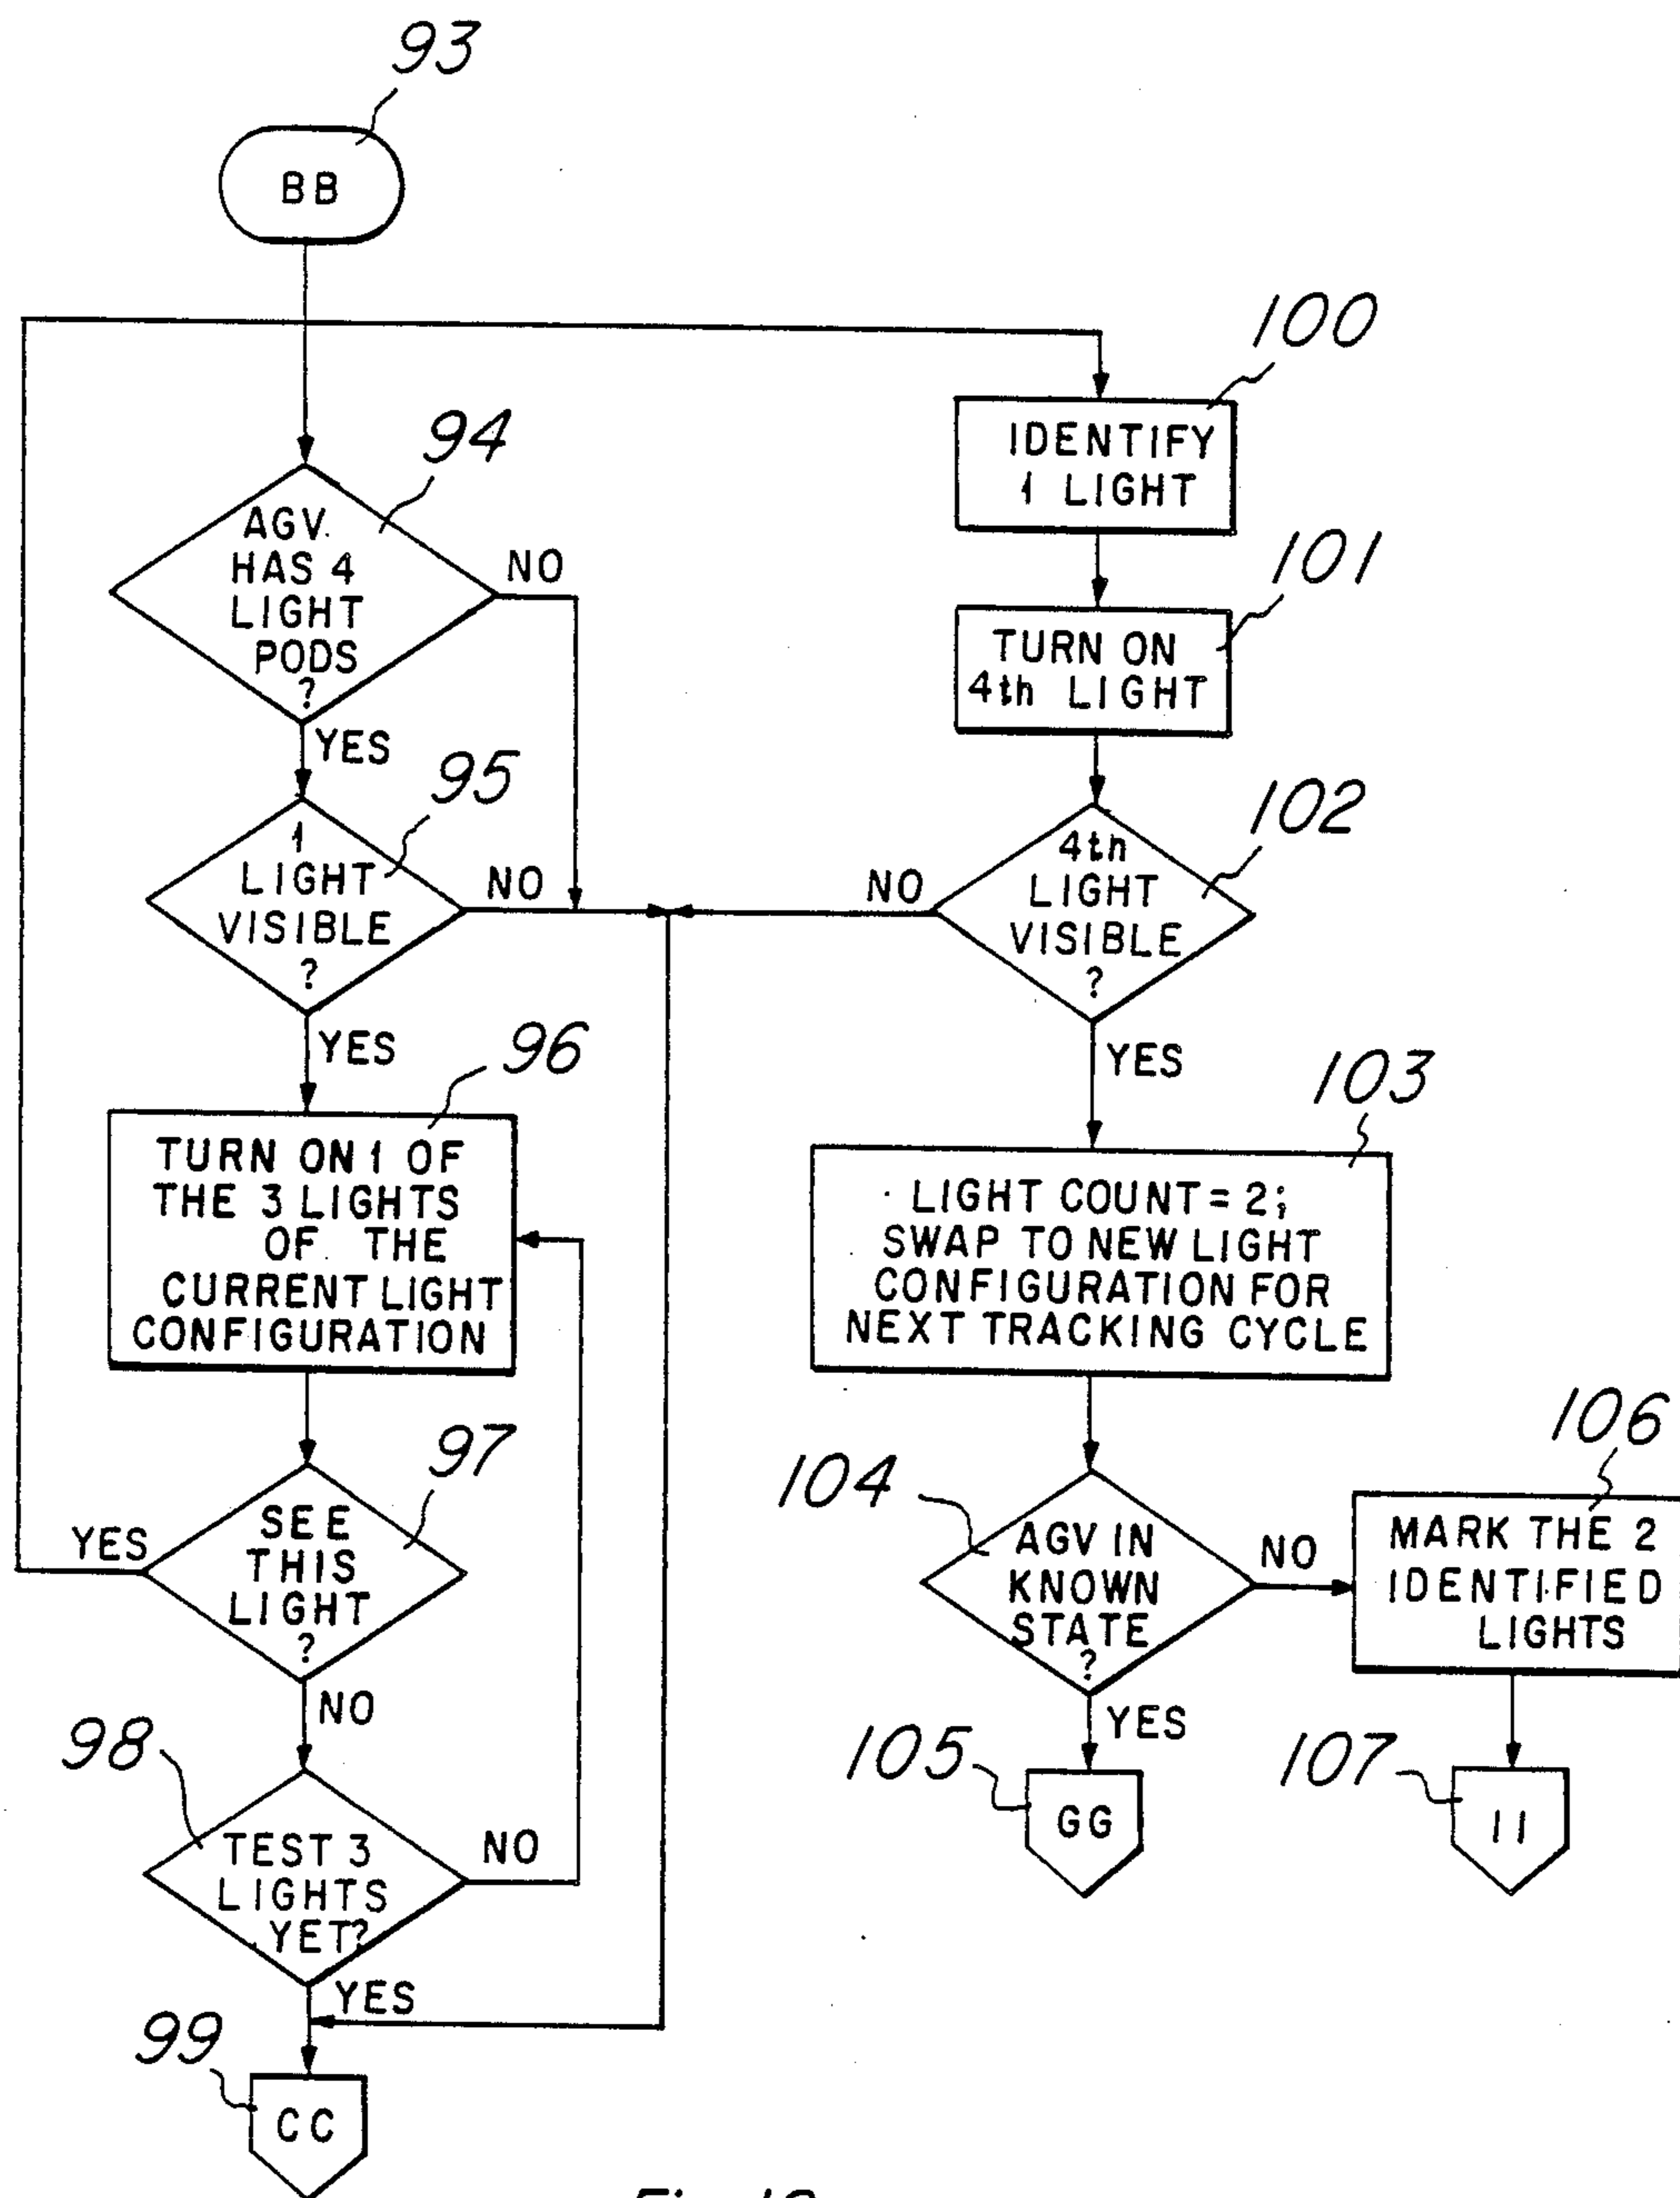 93
BB
94
AGV.
HAS 4
LIGHT
PODS
?
NO
YES
95
1
LIGHT
VISIBLE
?
NO
YES
96
TURN ON 1 OF
THE 3 LIGHTS
OF THE
CURRENT LIGHT
CONFIGURATION
97
SEE
THIS
LIGHT
?
YES
NO
98
TEST 3
LIGHTS
YET?
NO
YES
99
CC
100
IDENTIFY
1 LIGHT
101
TURN ON
4th LIGHT
102
4th
LIGHT
VISIBLE
?
NO
YES
103
LIGHT COUNT = 2;
SWAP TO NEW LIGHT
CONFIGURATION FOR
NEXT TRACKING CYCLE
104
AGV IN
KNOWN
STATE
?
NO
YES
105
GG
106
MARK THE 2
IDENTIFIED
LIGHTS
107
II